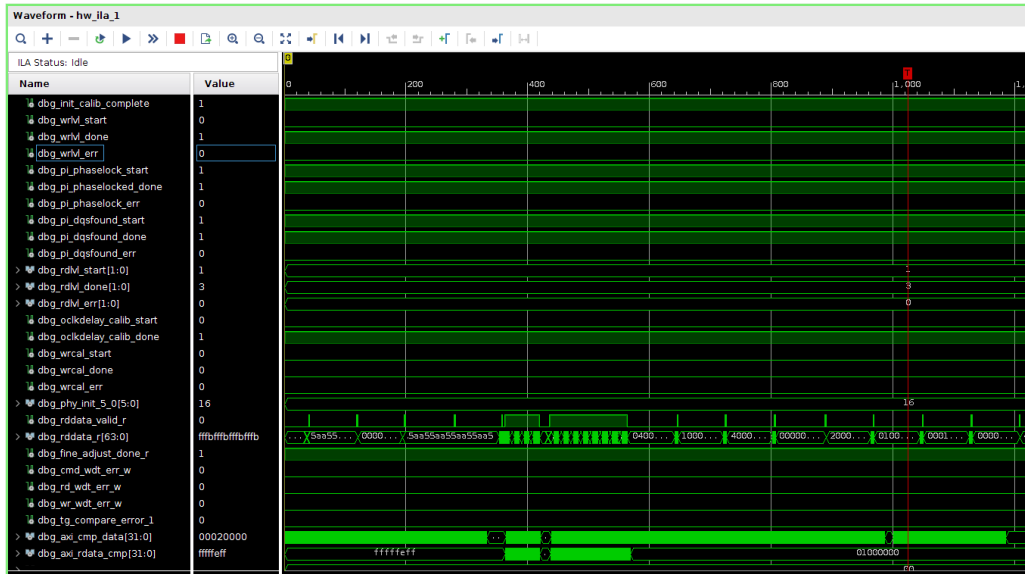 Waveform - hw_ila_1
ILA Status: Idle
0
Name Value
0 200 400 600 800 1,000 1,
dbg_init_calib_complete 1
dbg_wrlvl_start 0
dbg_wrlvl_done 1
dbg_wrlvl_err 0
dbg_pi_phaselock_start 1
dbg_pi_phaselocked_done 1
dbg_pi_phaselock_err 0
dbg_pi_dqsfound_start 1
dbg_pi_dqsfound_done 1
dbg_pi_dqsfound_err 0
dbg_rdlvl_start[1:0] 1 1
dbg_rdlvl_done[1:0] 3 3
dbg_rdlvl_err[1:0] 0 0
dbg_oclkdelay_calib_start 0
dbg_oclkdelay_calib_done 1
dbg_wrcal_start 0
dbg_wrcal_done 0
dbg_wrcal_err 0
dbg_phy_init_5_0[5:0] 16 16
dbg_rddata_valid_r 0
dbg_rddata_r[63:0] fffbfffbfffbfffb ... 5aa55... 0000... 5aa55aa55aa55aa5 0400... 1000... 4000... 00000... 2000... 0100... 0001... 0000...
dbg_fine_adjust_done_r 1
dbg_cmd_wdt_err_w 0
dbg_rd_wdt_err_w 0
dbg_wr_wdt_err_w 0
dbg_tg_compare_error_1 0
dbg_axi_cmp_data[31:0] 00020000
dbg_axi_rdata_cmp[31:0] fffffeff fffffeff 01000000